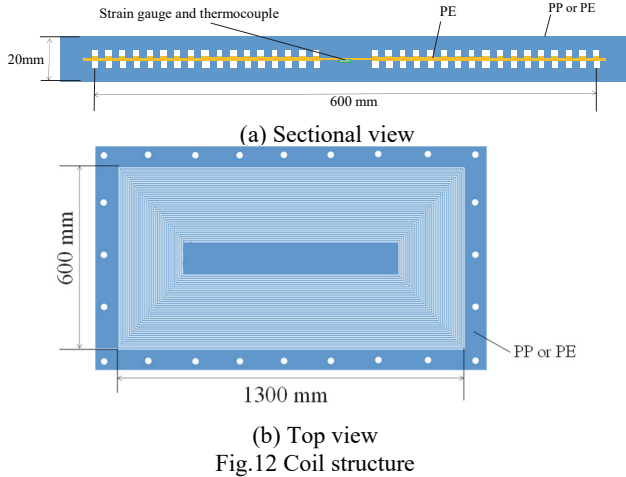 Strain gauge and thermocouple
PE
PP or PE
20mm
600 mm
(a) Sectional view
600 mm
PP or PE
1300 mm
(b) Top view
Fig.12 Coil structure